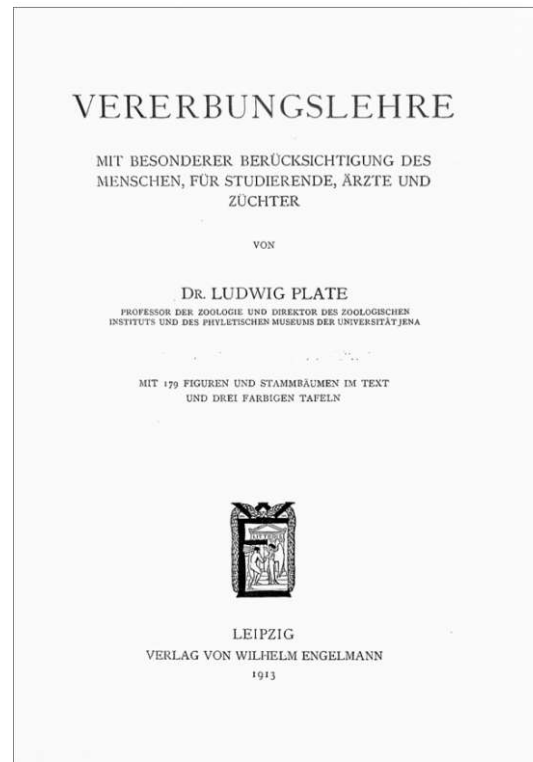 VERERBUNGSLEHRE
MIT BESONDERER BERÜCKSICHTIGUNG DES
MENSCHEN, FÜR STUDIERENDE, ÄRZTE UND
ZÜCHTER
VON
DR. LUDWIG PLATE
PROFESSOR DER ZOOLOGIE UND DIREKTOR DES ZOOLOGISCHEN
INSTITUTS UND DES PHYLETISCHEN MUSEUMS DER UNIVERSITÄT JENA
MIT 179 FIGUREN UND STAMMBÄUMEN IM TEXT
UND DREI FARBIGEN TAFELN
LEIPZIG
VERLAG VON WILHELM ENGELMANN
1913